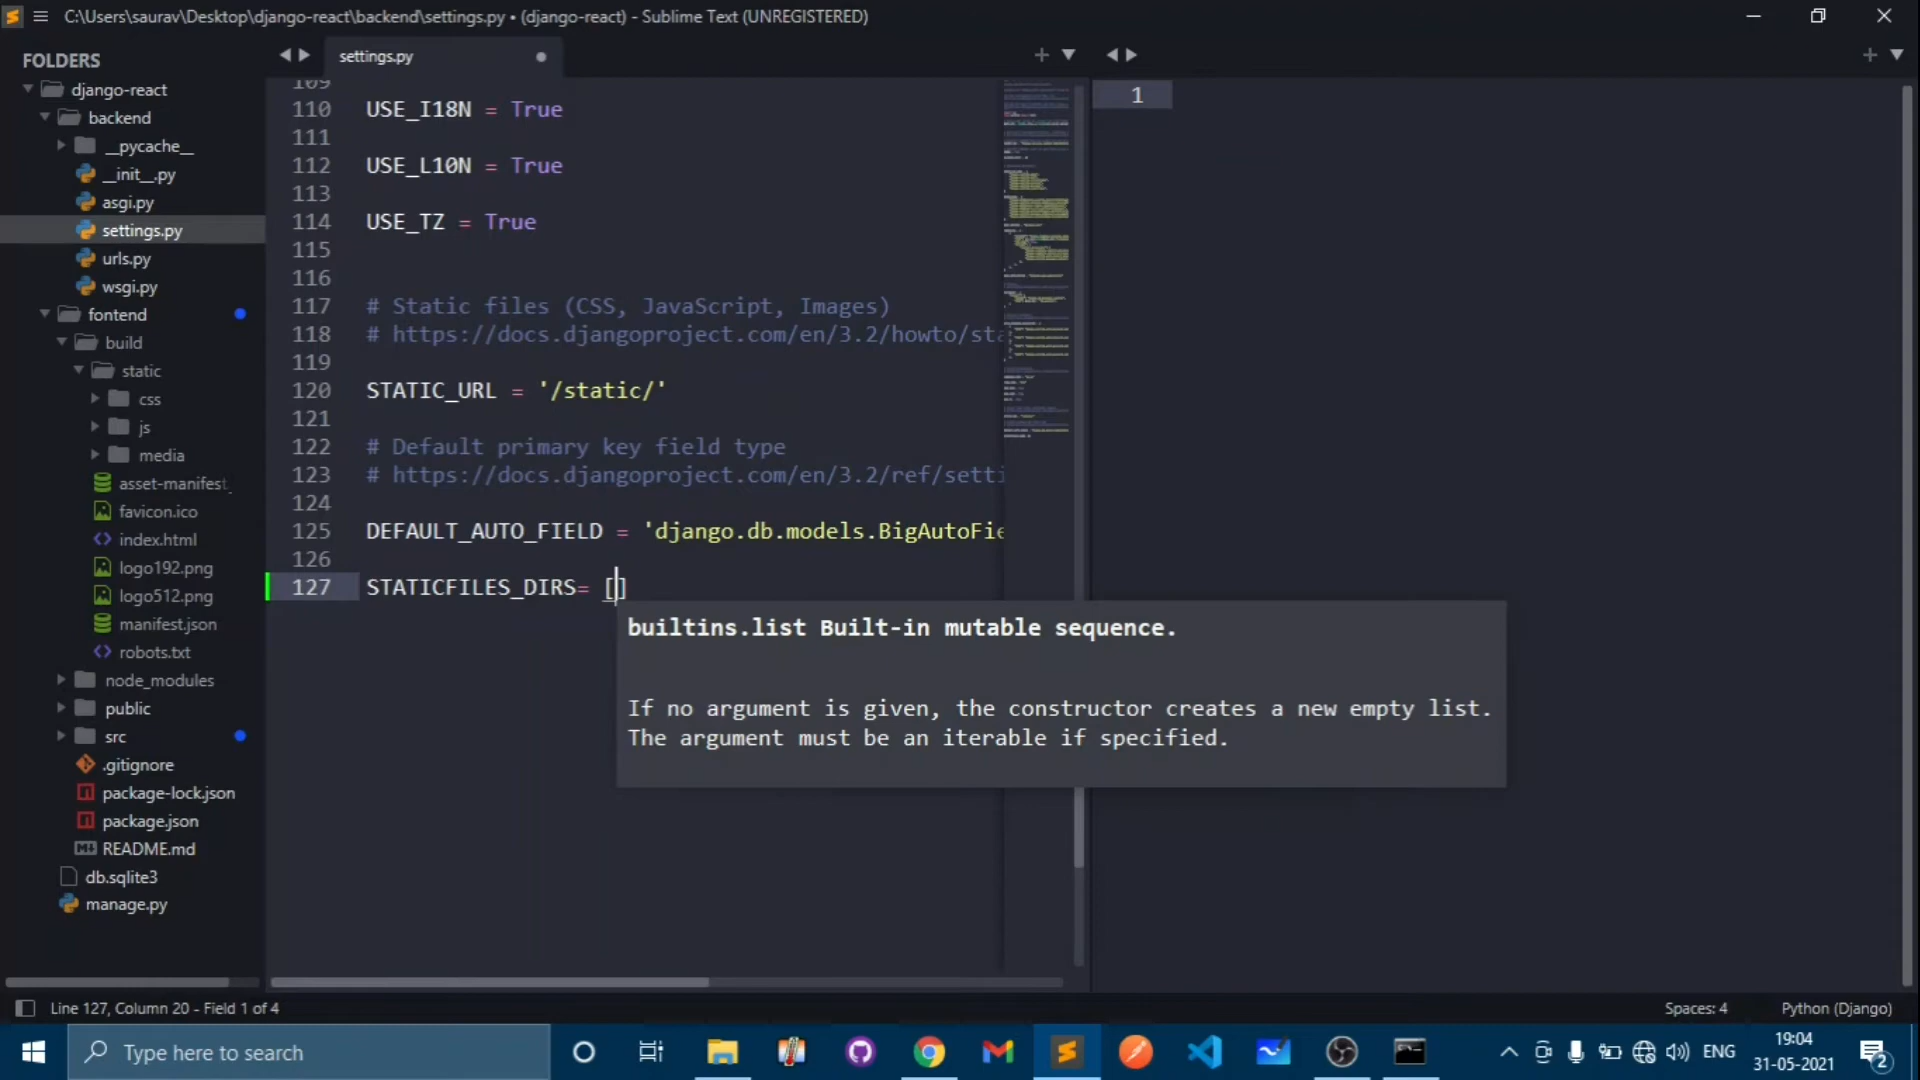 C:\Users\saurav\Desktop\django-react\backend\settings.py • (django-react) - Sublime Text (UNREGISTERED)
FOLDERS
django-react
backend
__pycache__
__init__.py
asgi.py
settings.py
urls.py
wsgi.py
fontend
build
static
css
js
media
asset-manifest.
favicon.ico
index.html
logo192.png
logo512.png
manifest.json
robots.txt
node_modules
public
src
.gitignore
package-lock.json
package.json
README.md
db.sqlite3
manage.py
settings.py
109
110 USE_I18N = True
111
112 USE_L10N = True
113
114 USE_TZ = True
115
116
117 # Static files (CSS, JavaScript, Images)
118 # https://docs.djangoproject.com/en/3.2/howto/sta
119
120 STATIC_URL = '/static/'
121
122 # Default primary key field type
123 # https://docs.djangoproject.com/en/3.2/ref/setti
124
125 DEFAULT_AUTO_FIELD = 'django.db.models.BigAutoFie
126
127 STATICFILES_DIRS= []
builtins.list Built-in mutable sequence.
If no argument is given, the constructor creates a new empty list.
The argument must be an iterable if specified.
1
Line 127, Column 20 - Field 1 of 4
Spaces: 4
Python (Django)
Type here to search
ENG
19:04
31-05-2021
2